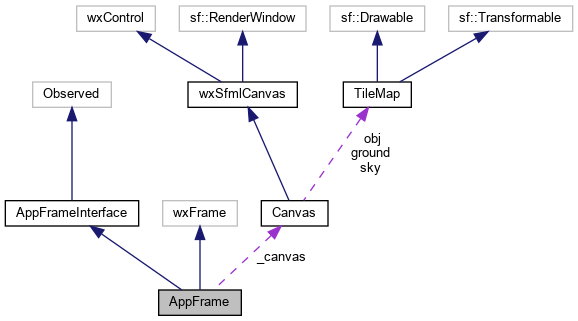 wxControl
sf::RenderWindow
sf::Drawable
sf::Transformable
Observed
wxSfmlCanvas
TileMap
obj
ground
sky
AppFrameInterface
wxFrame
Canvas
_canvas
AppFrame